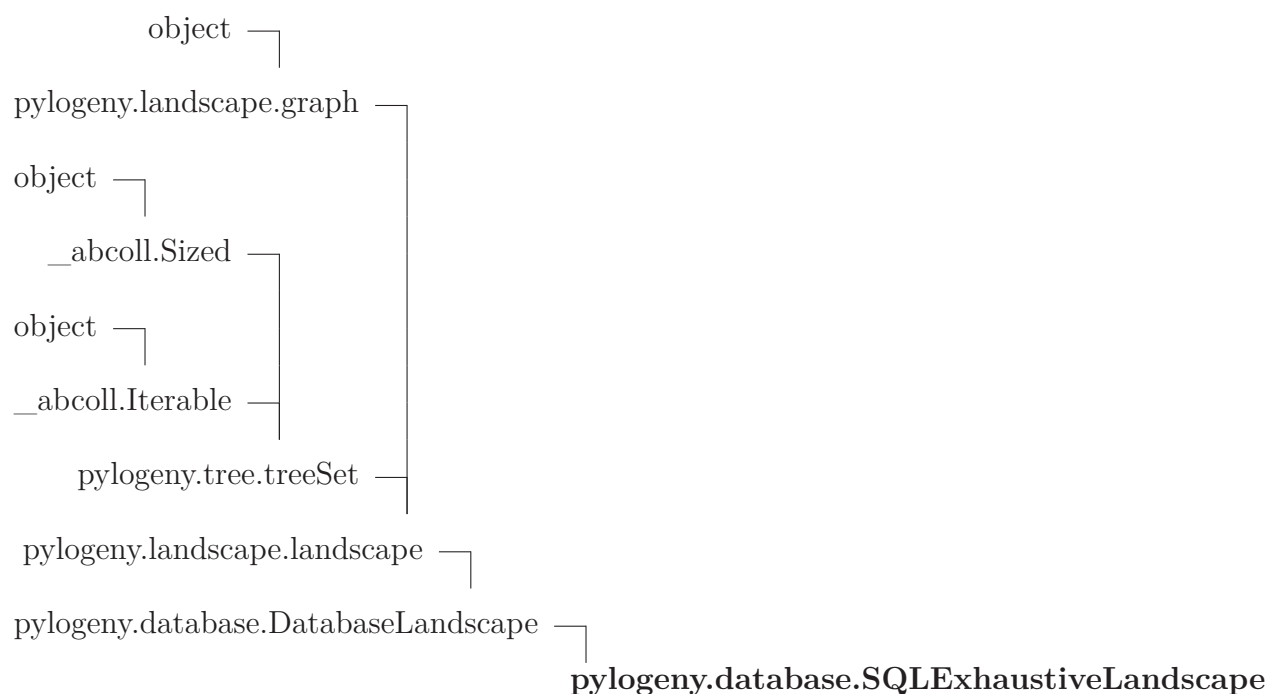 object
pylogeny.landscape.graph
object
_abcoll.Sized
object
_abcoll.Iterable
pylogeny.tree.treeSet
pylogeny.landscape.landscape
pylogeny.database.DatabaseLandscape
pylogeny.database.SQLExhaustiveLandscape